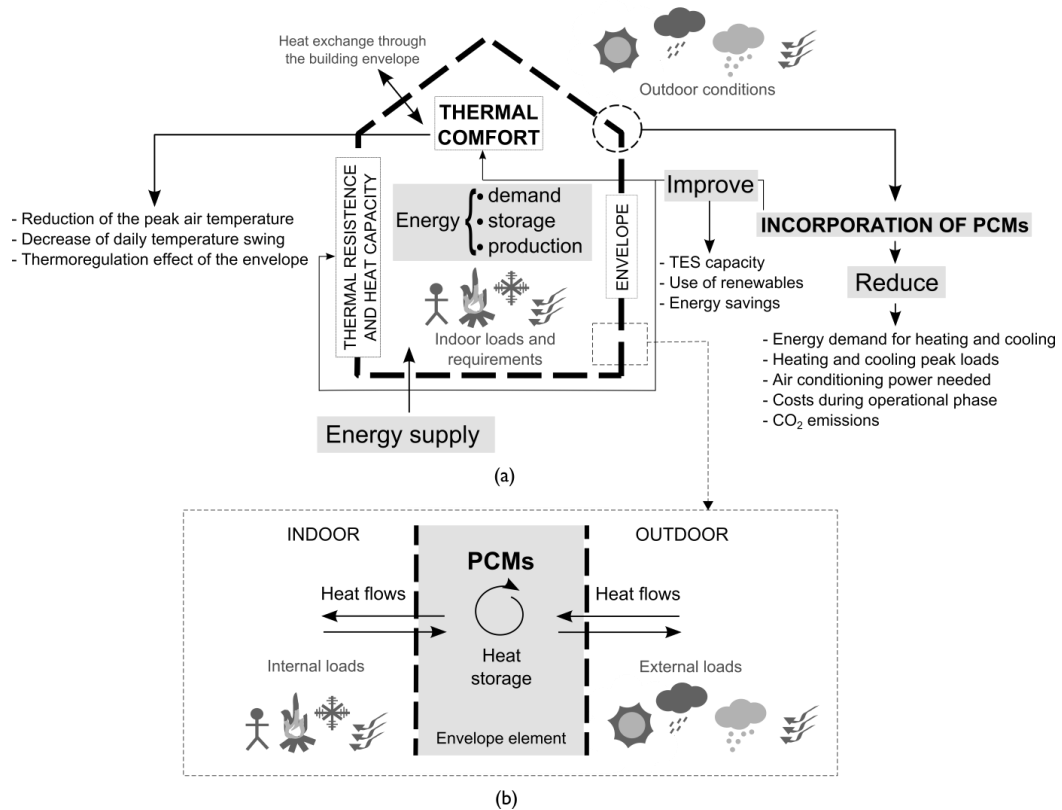 Heat exchange through
the building envelope
Outdoor conditions
THERMAL
COMFORT
THERMAL RESISTENCE
AND HEAT CAPACITY
Energy
• demand
• storage
• production
ENVELOPE
Improve
INCORPORATION OF PCMs
- Reduction of the peak air temperature
- Decrease of daily temperature swing
- Thermoregulation effect of the envelope
- TES capacity
- Use of renewables
- Energy savings
Reduce
Indoor loads and
requirements
- Energy demand for heating and cooling
- Heating and cooling peak loads
- Air conditioning power needed
- Costs during operational phase
- CO₂ emissions
Energy supply
(a)
INDOOR
PCMs
OUTDOOR
Heat flows
Heat flows
Heat
storage
Internal loads
External loads
Envelope element
(b)